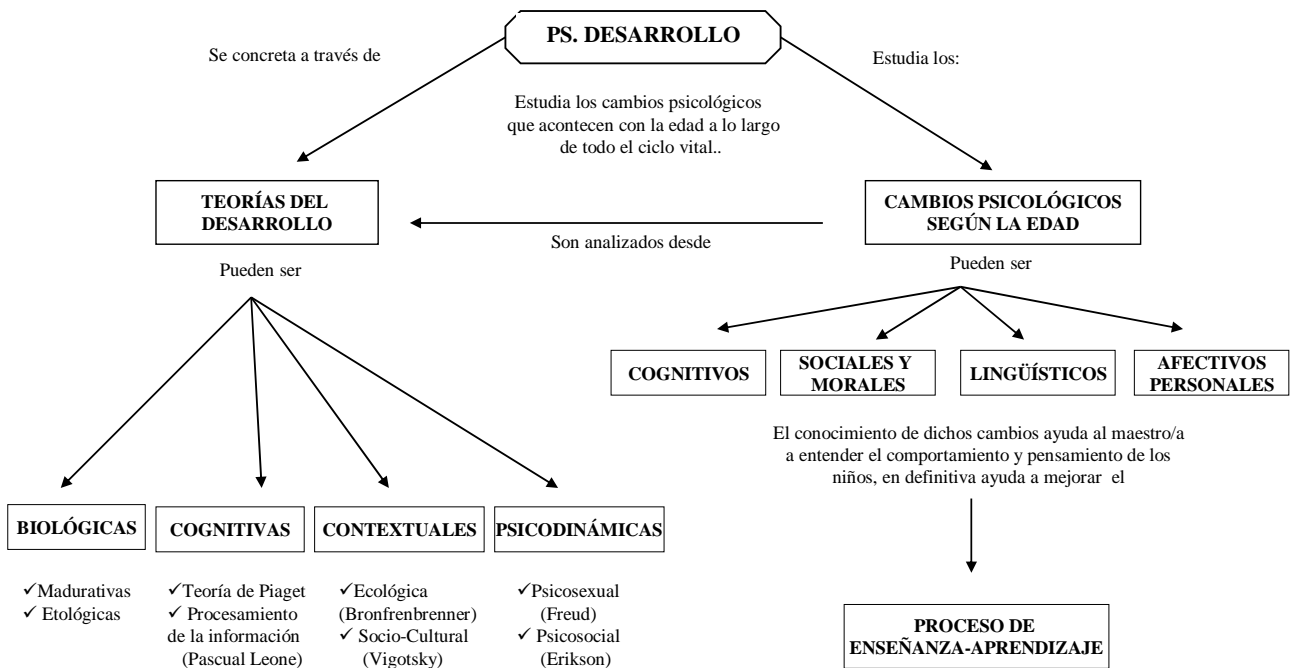 PS. DESARROLLO
Se concreta a través de
Estudia los:
Estudia los cambios psicológicos
que acontecen con la edad a lo largo
de todo el ciclo vital..
TEORÍAS DEL
DESARROLLO
CAMBIOS PSICOLÓGICOS
SEGÚN LA EDAD
Son analizados desde
Pueden ser
Pueden ser
COGNITIVOS
SOCIALES Y
MORALES
LINGÜÍSTICOS
AFECTIVOS
PERSONALES
El conocimiento de dichos cambios ayuda al maestro/a
a entender el comportamiento y pensamiento de los
niños, en definitiva ayuda a mejorar el
BIOLÓGICAS
COGNITIVAS
CONTEXTUALES
PSICODINÁMICAS
✓Madurativas
✓ Etológicas
✓Teoría de Piaget
✓ Procesamiento
de la información
(Pascual Leone)
✓Ecológica
(Bronfrenbrenner)
✓ Socio-Cultural
(Vigotsky)
✓Psicosexual
(Freud)
✓ Psicosocial
(Erikson)
PROCESO DE
ENSEÑANZA-APRENDIZAJE